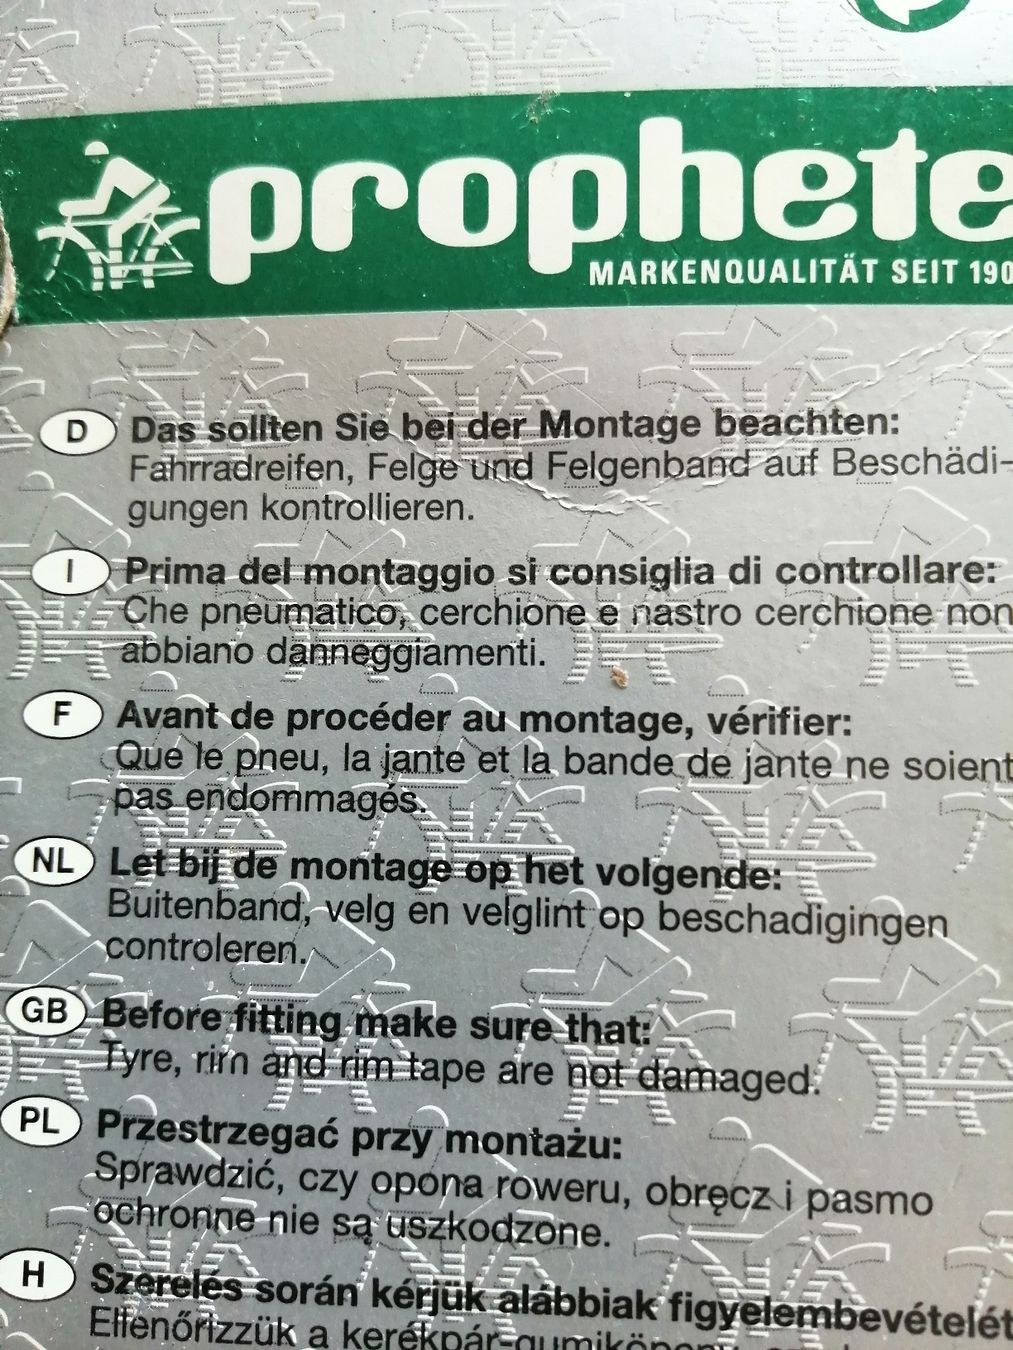 prophete
MARKENQUALITÄT SEIT 190
D Das sollten Sie bei der Montage beachten:
Fahrradreifen, Felge und Felgenband auf Beschädi-
gungen kontrollieren.
I Prima del montaggio si consiglia di controllare:
Che pneumatico, cerchione e nastro cerchione non
abbiano danneggiamenti.
F Avant de procéder au montage, vérifier:
Que le pneu, la jante et la bande de jante ne soient
pas endommagés.
NL Let bij de montage op het volgende:
Buitenband, velg en velglint op beschadigingen
controleren.
GB Before fitting make sure that:
Tyre, rim and rim tape are not damaged.
PL Przestrzegać przy montażu:
Sprawdzić, czy opona roweru, obręcz i pasmo
ochronne nie są uszkodzone.
H Szerelés során kérjük alábbiak figyelembevételét
Ellenőrizzük a kerékpár-gumiköpeny,